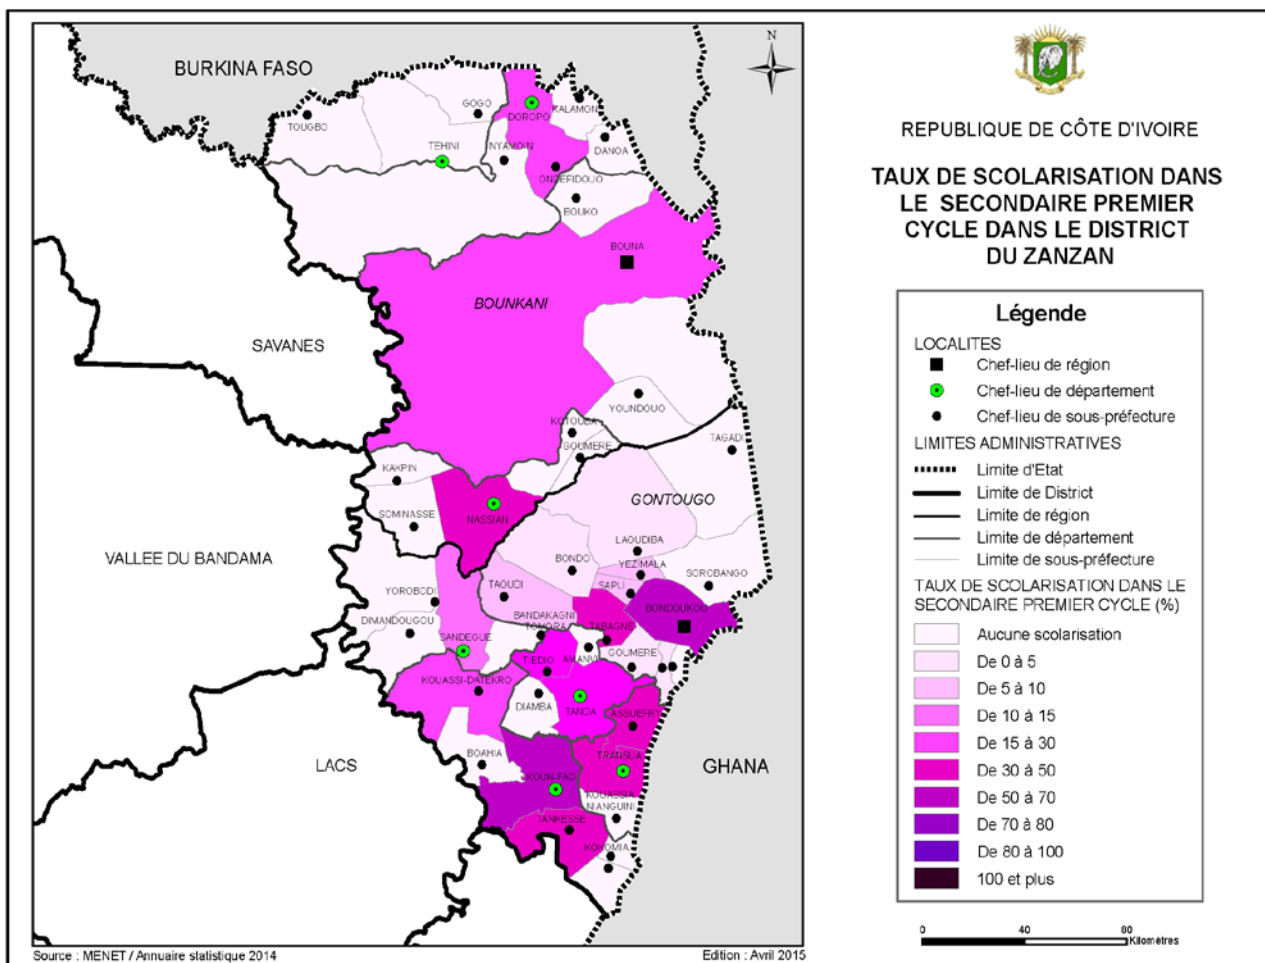 BURKINA FASO
N
TOUGBO
GOGO
DOROPO
KALAMON
TEHINI
NYAMOIN
DANOA
ONDEFIDOUO
BOUKO
BOUNA
BOUNKANI
SAVANES
YOUNDOUO
KOTOUBA
GOUMERE
TAGADI
KAKPIN
GONTOUGO
NASSIAN
SOMINASSE
LAOUDIBA
VALLEE DU BANDAMA
BONDO
YEZIMALA
SOROBANGO
TAOUDI
SAPLI
YOROBODI
BONDOUKOU
BANDAKAGNI
TOMORA
DIMANDOUGOU
TABAGNE
SANDEGUE
AMANVI
GOUMERE
TIEDIO
KOUASSI-DATEKRO
DIAMBA
TANDA
ASSUEFRY
BOAHIA
TRANSUA
LACS
GHANA
KOUN-FAO
KOUASSIA
NIANGUINI
TANKESSE
KOKOMIA
Source : MENET / Annuaire statistique 2014
Edition : Avril 2015
REPUBLIQUE DE CÔTE D'IVOIRE
TAUX DE SCOLARISATION DANS
LE SECONDAIRE PREMIER
CYCLE DANS LE DISTRICT
DU ZANZAN
Légende
LOCALITES
Chef-lieu de région
Chef-lieu de département
Chef-lieu de sous-préfecture
LIMITES ADMINISTRATIVES
Limite d'Etat
Limite de District
Limite de région
Limite de département
Limite de sous-préfecture
TAUX DE SCOLARISATION DANS LE
SECONDAIRE PREMIER CYCLE (%)
Aucune scolarisation
De 0 à 5
De 5 à 10
De 10 à 15
De 15 à 30
De 30 à 50
De 50 à 70
De 70 à 80
De 80 à 100
100 et plus
0 40 80
Kilomètres